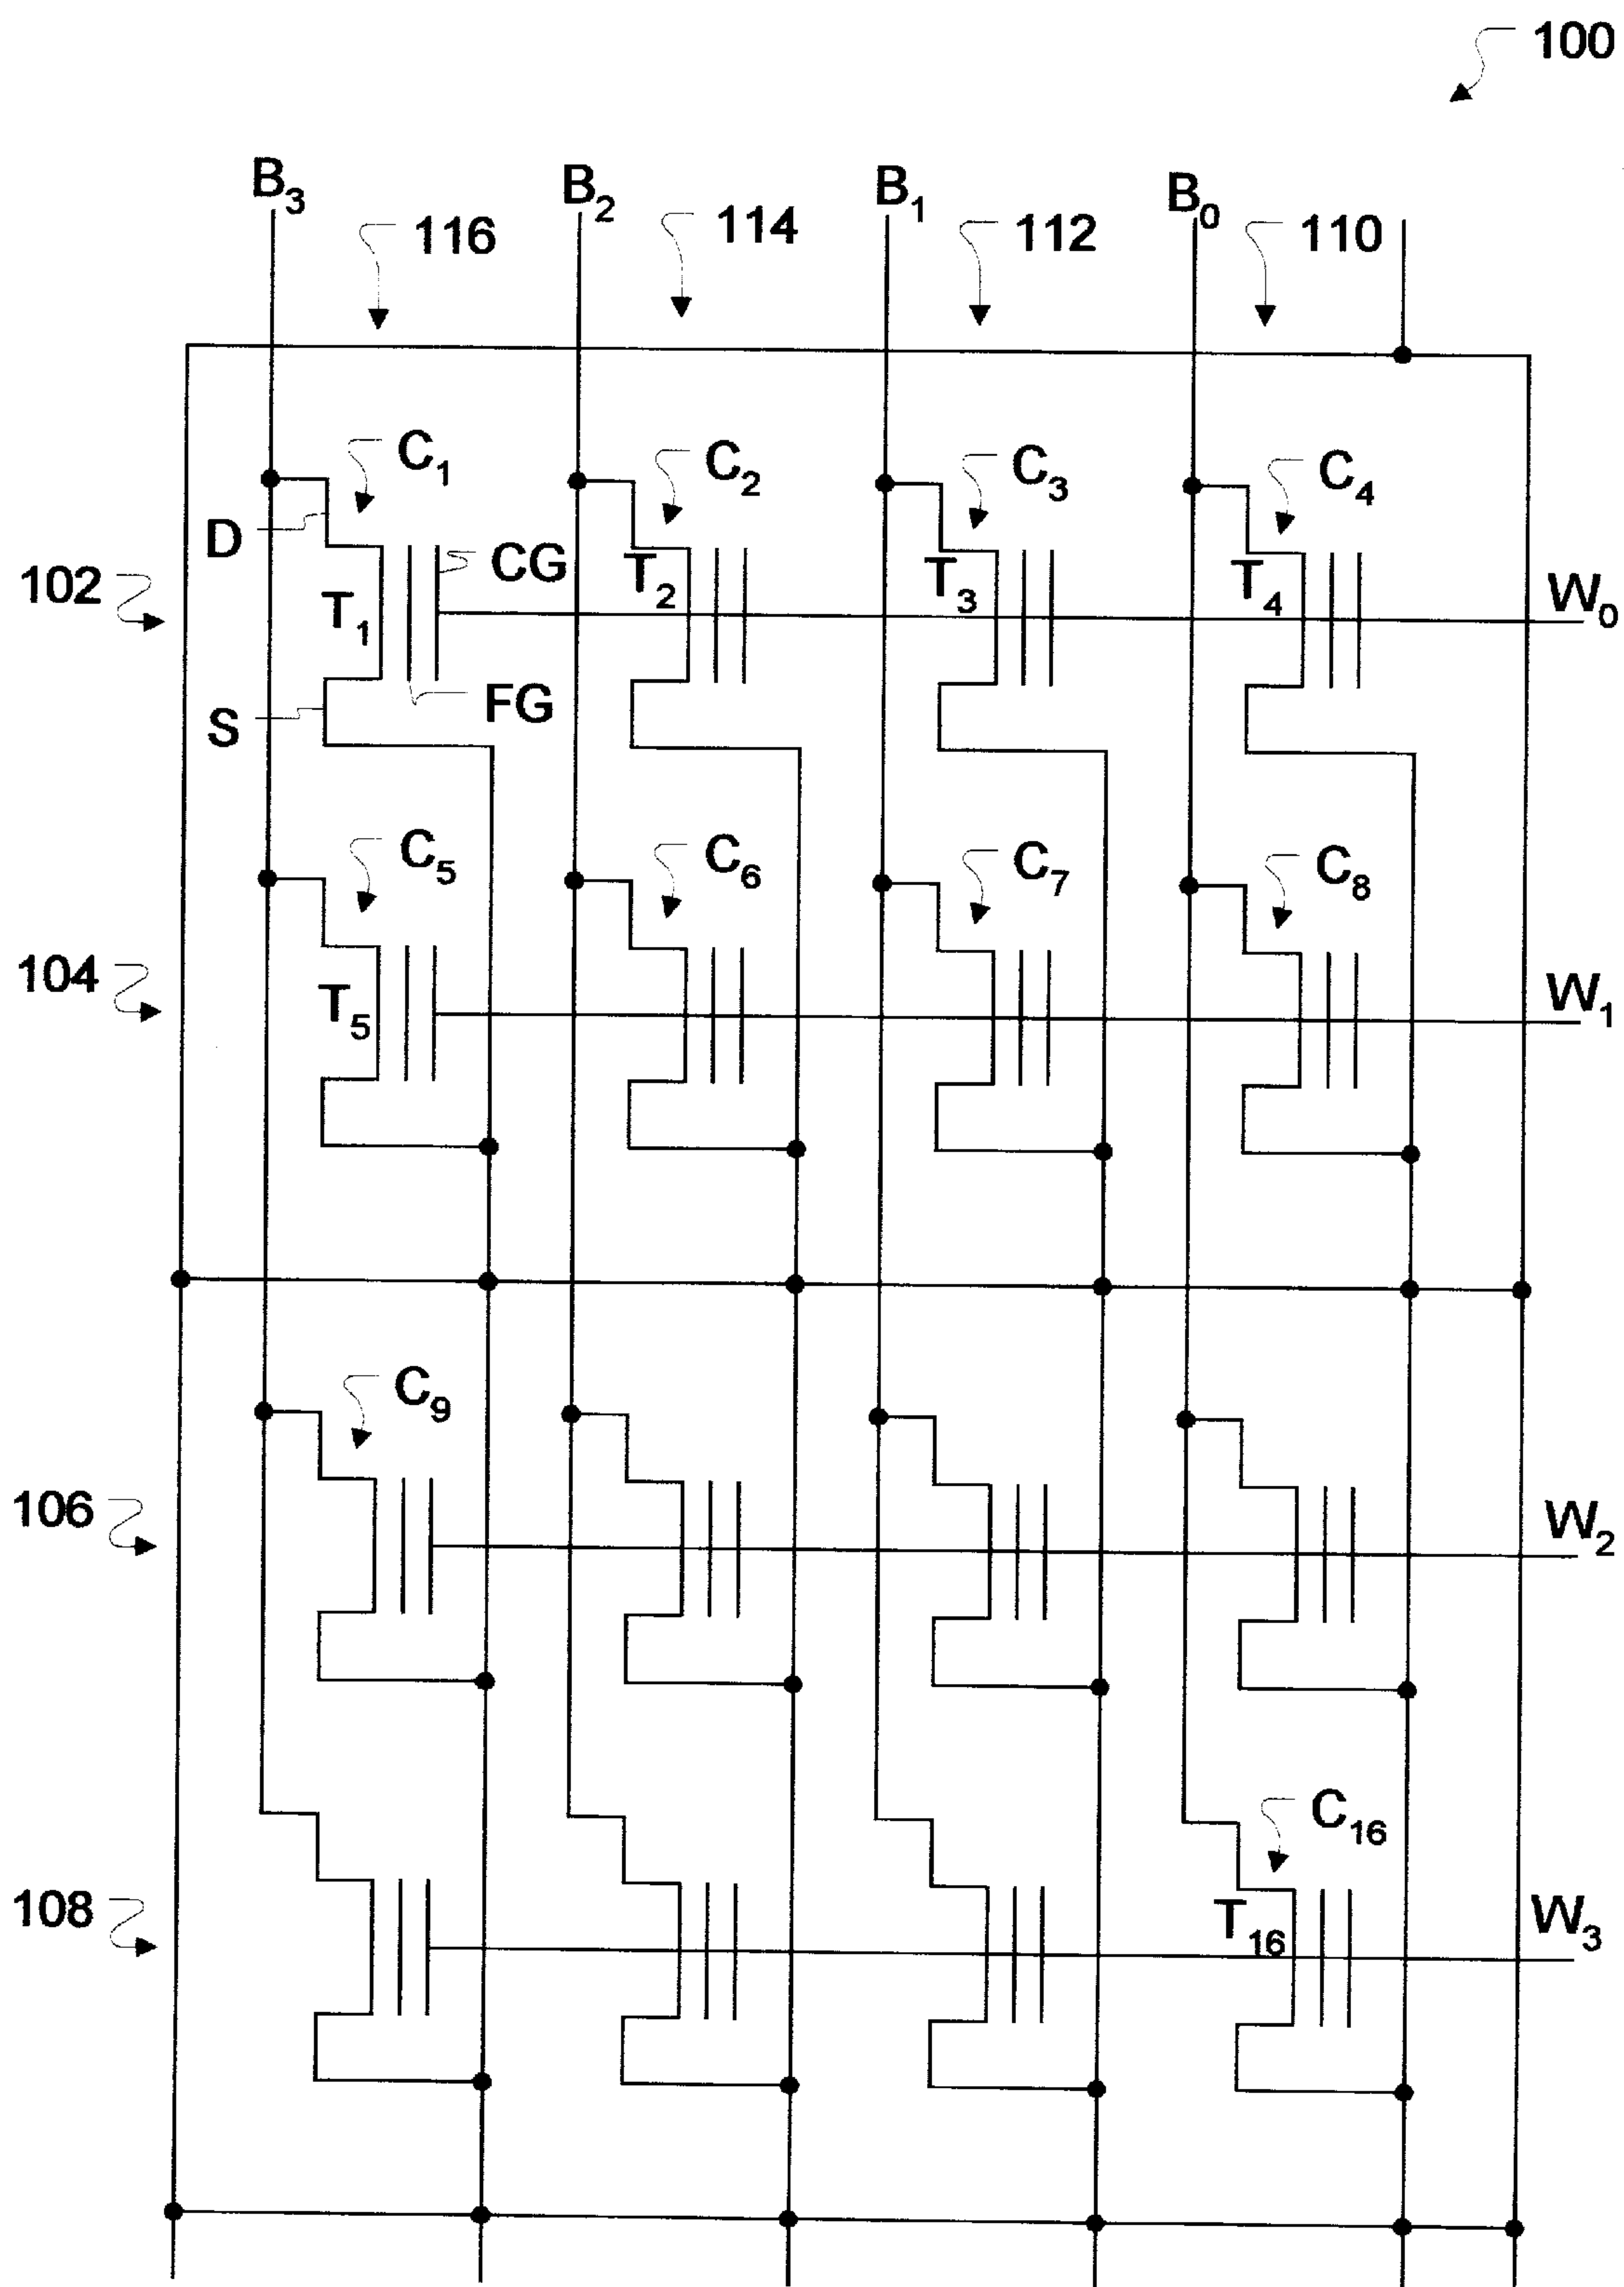 100
B₃ B₂ B₁ B₀
116 114 112 110
C₁ C₂ C₃ C₄
D CG T₂ T₃ T₄
102 T₁ W₀
S FG
C₅ C₆ C₇ C₈
104 T₅ W₁
C₉
106 W₂
C₁₆
108 T₁₆ W₃